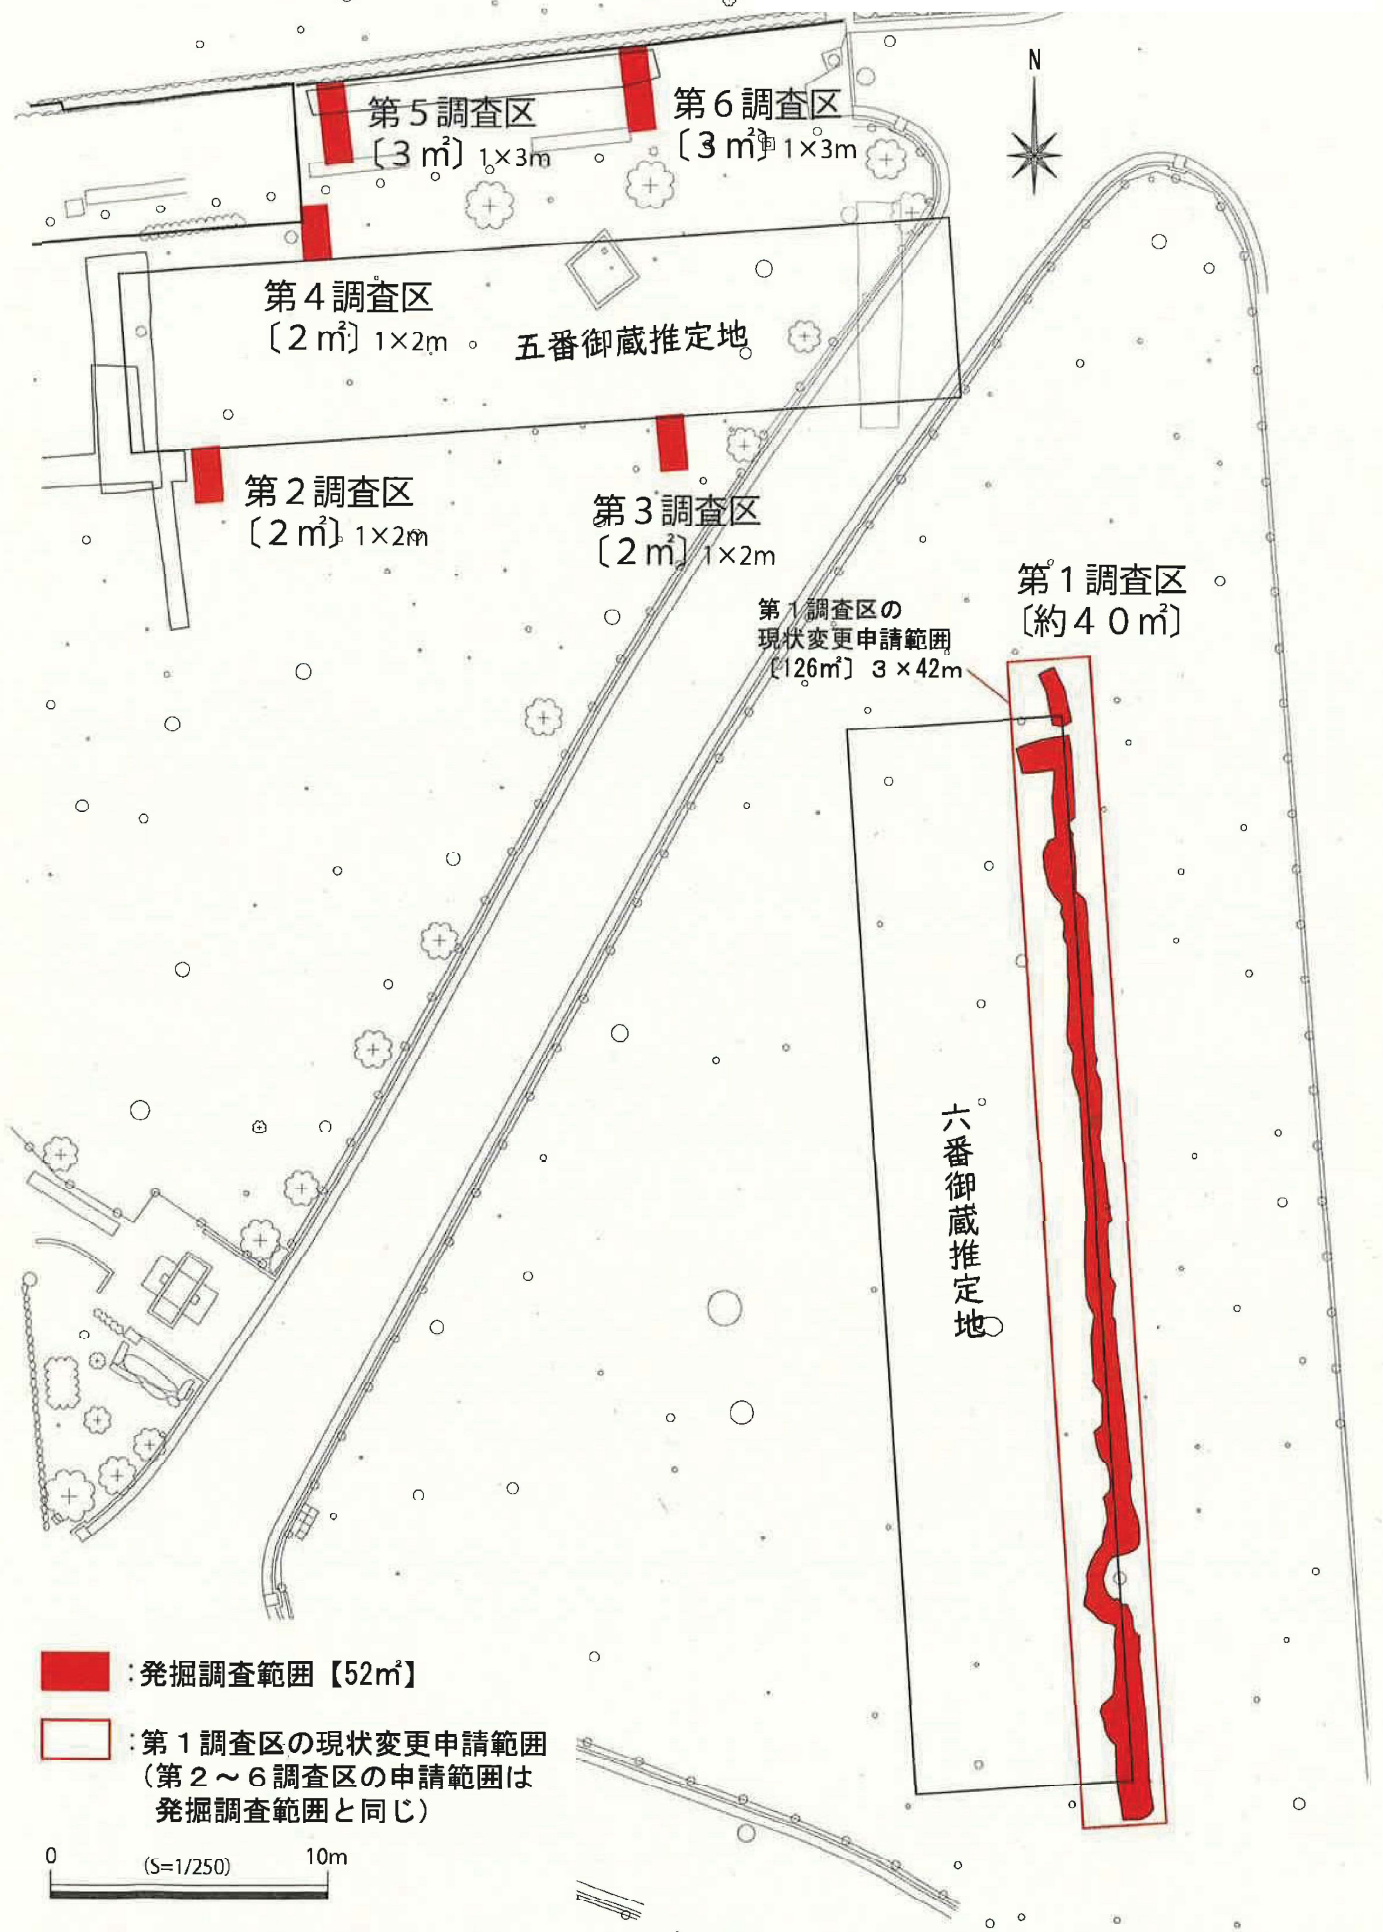 N
第5調査区
〔3㎡〕1×3m
第6調査区
〔3㎡〕1×3m
第4調査区
〔2㎡〕1×2m
五番御蔵推定地
第2調査区
〔2㎡〕1×2m
第3調査区
〔2㎡〕1×2m
第1調査区
〔約40㎡〕
第1調査区の
現状変更申請範囲
〔126㎡〕3×42m
六番御蔵推定地
:発掘調査範囲【52㎡】
:第1調査区の現状変更申請範囲
(第2～6調査区の申請範囲は
発掘調査範囲と同じ)
0 (S=1/250) 10m